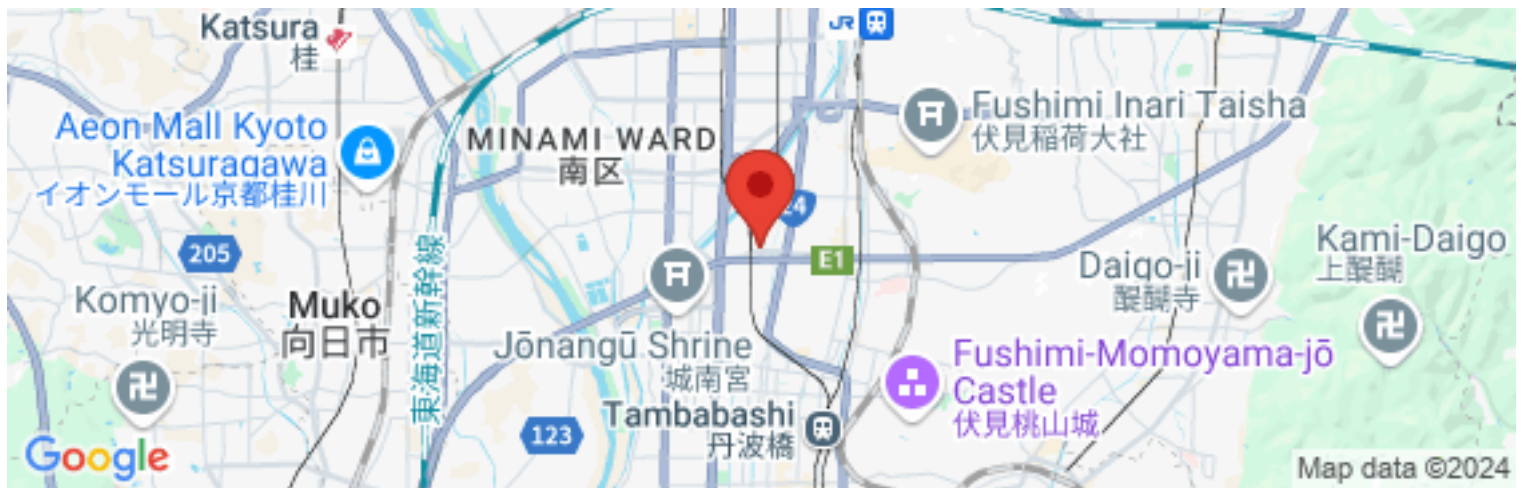 Katsura
桂
JR
Aeon Mall Kyoto
Katsuragawa
イオンモール京都桂川
MINAMI WARD
南区
Fushimi Inari Taisha
伏見稲荷大社
24
205
E1
Kami-Daigo
上醍醐
Daigo-ji
醍醐寺
Komyo-ji
光明寺
Muko
向日市
東海道新幹線
Jōnangū Shrine
城南宮
Fushimi-Momoyama-jō
Castle
伏見桃山城
Tambabashi
丹波橋
123
Google
Map data ©2024